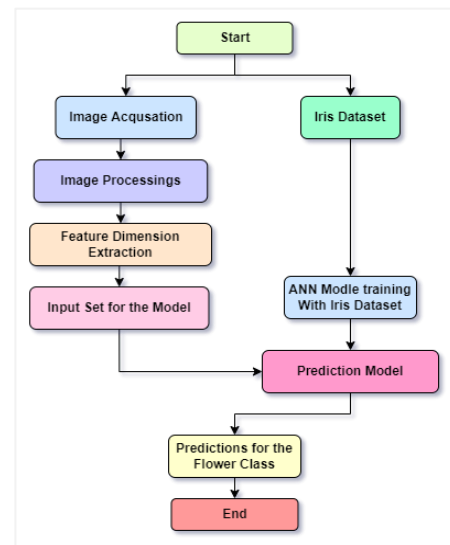 Start
Image Acqusation
Iris Dataset
Image Processings
Feature Dimension
Extraction
Input Set for the Model
ANN Modle training
With Iris Dataset
Prediction Model
Predictions for the
Flower Class
End